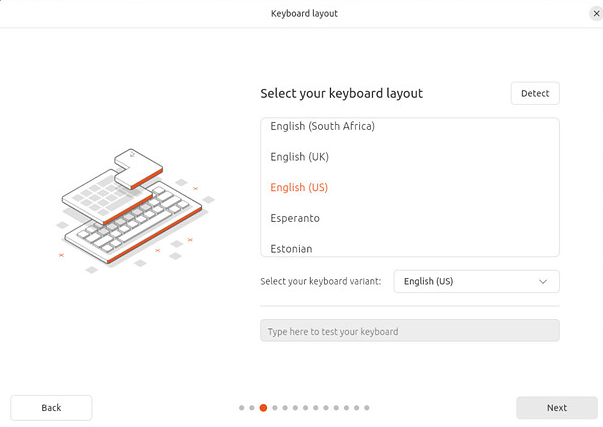 Keyboard layout
Select your keyboard layout
Detect
English (South Africa)
English (UK)
English (US)
Esperanto
Estonian
Select your keyboard variant:
English (US)
Type here to test your keyboard
Back
Next